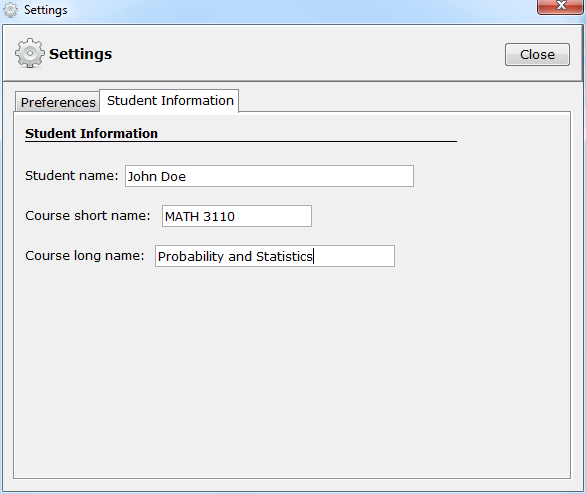 Settings
Settings
Close
Preferences
Student Information
Student Information
Student name: John Doe
Course short name: MATH 3110
Course long name: Probability and Statistics